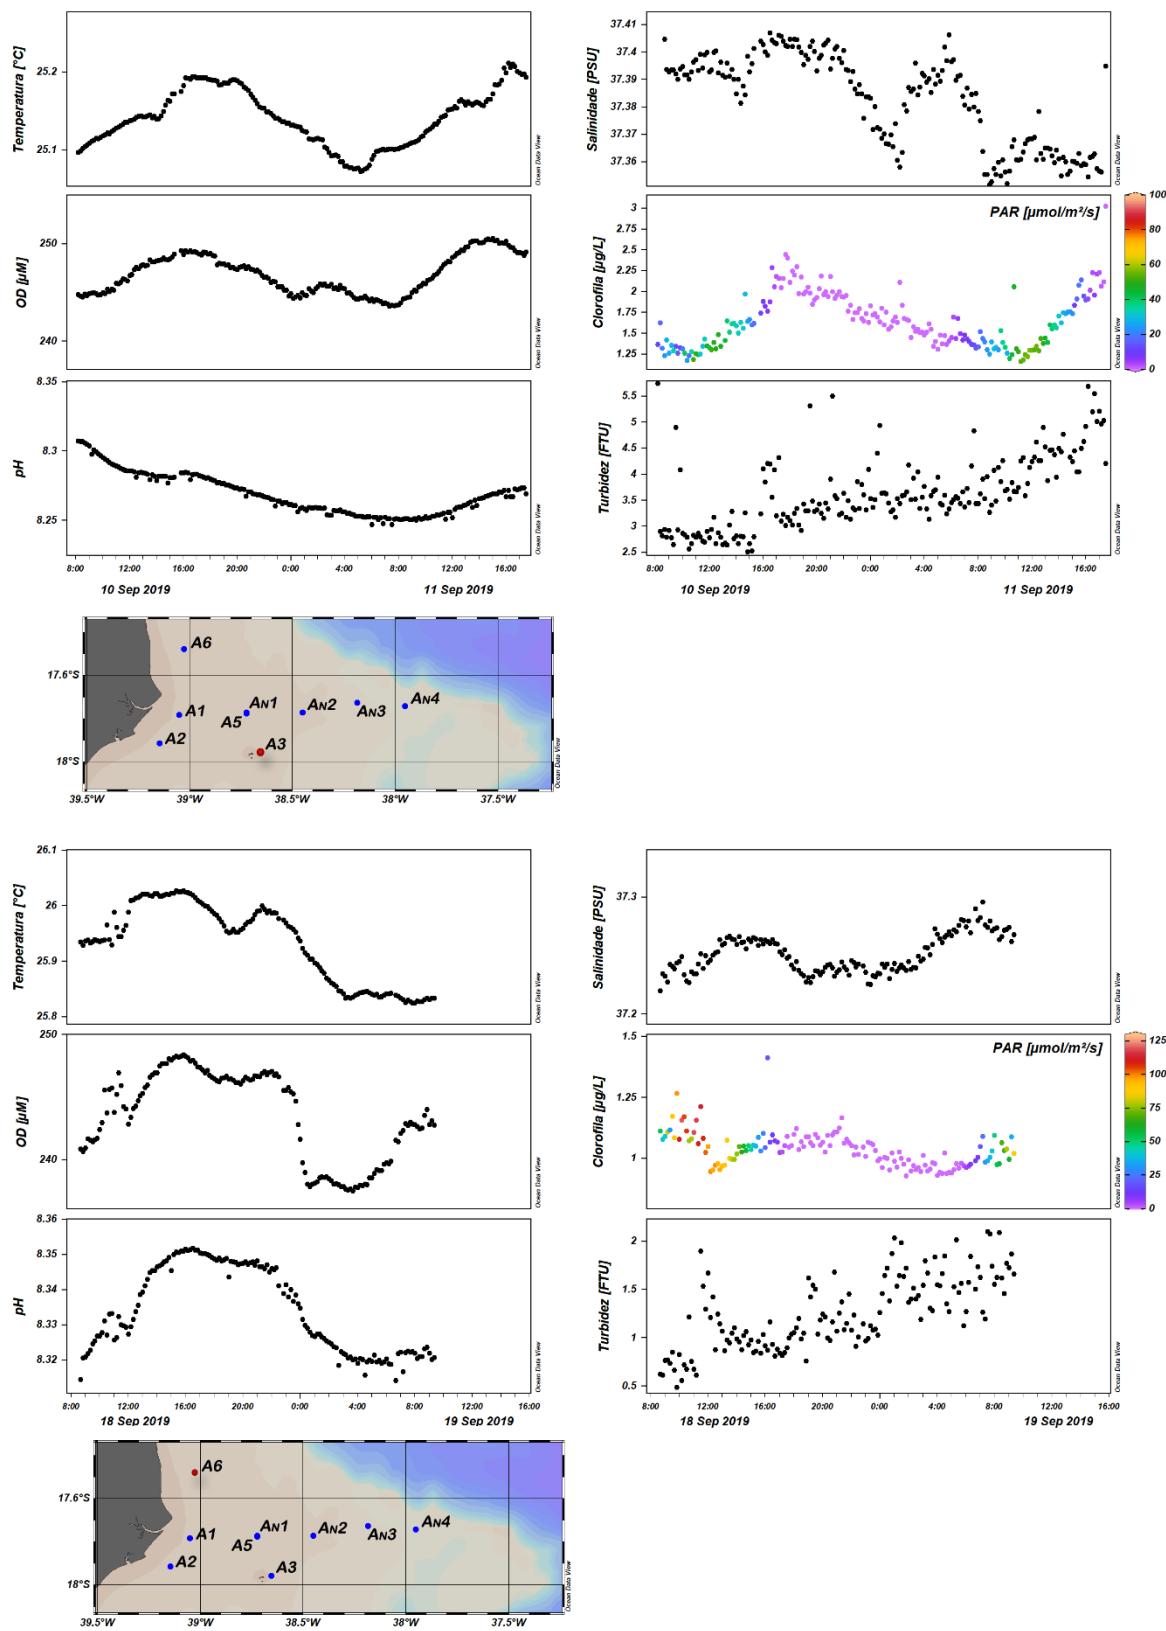 Temperatura [°C]
25.2
25.1
Ocean Data View
Salinidade [PSU]
37.41
37.4
37.39
37.38
37.37
37.36
Ocean Data View
OD [µM]
250
240
Ocean Data View
Clorofila [µg/L]
3
2.75
2.5
2.25
2
1.75
1.5
1.25
PAR [µmol/m²/s]
Ocean Data View
100
80
60
40
20
0
pH
8.35
8.3
8.25
Ocean Data View
8:00 12:00 16:00 20:00 0:00 4:00 8:00 12:00 16:00
10 Sep 2019 11 Sep 2019
Turbidez [FTU]
5.5
5
4.5
4
3.5
3
2.5
Ocean Data View
8:00 12:00 16:00 20:00 0:00 4:00 8:00 12:00 16:00
10 Sep 2019 11 Sep 2019
17.6°S
18°S
A6
A1
AN1
AN2
AN3
AN4
A5
A2
A3
Ocean Data View
39.5°W 39°W 38.5°W 38°W 37.5°W
Temperatura [°C]
26.1
26
25.9
25.8
Ocean Data View
Salinidade [PSU]
37.3
37.2
Ocean Data View
OD [µM]
250
240
Ocean Data View
Clorofila [µg/L]
1.5
1.25
1
PAR [µmol/m²/s]
Ocean Data View
125
100
75
50
25
0
pH
8.36
8.35
8.34
8.33
8.32
Ocean Data View
8:00 12:00 16:00 20:00 0:00 4:00 8:00 12:00 16:00
18 Sep 2019 19 Sep 2019
Turbidez [FTU]
2
1.5
1
0.5
Ocean Data View
8:00 12:00 16:00 20:00 0:00 4:00 8:00 12:00 16:00
18 Sep 2019 19 Sep 2019
17.6°S
18°S
A6
A1
AN1
AN2
AN3
AN4
A5
A2
A3
Ocean Data View
39.5°W 39°W 38.5°W 38°W 37.5°W